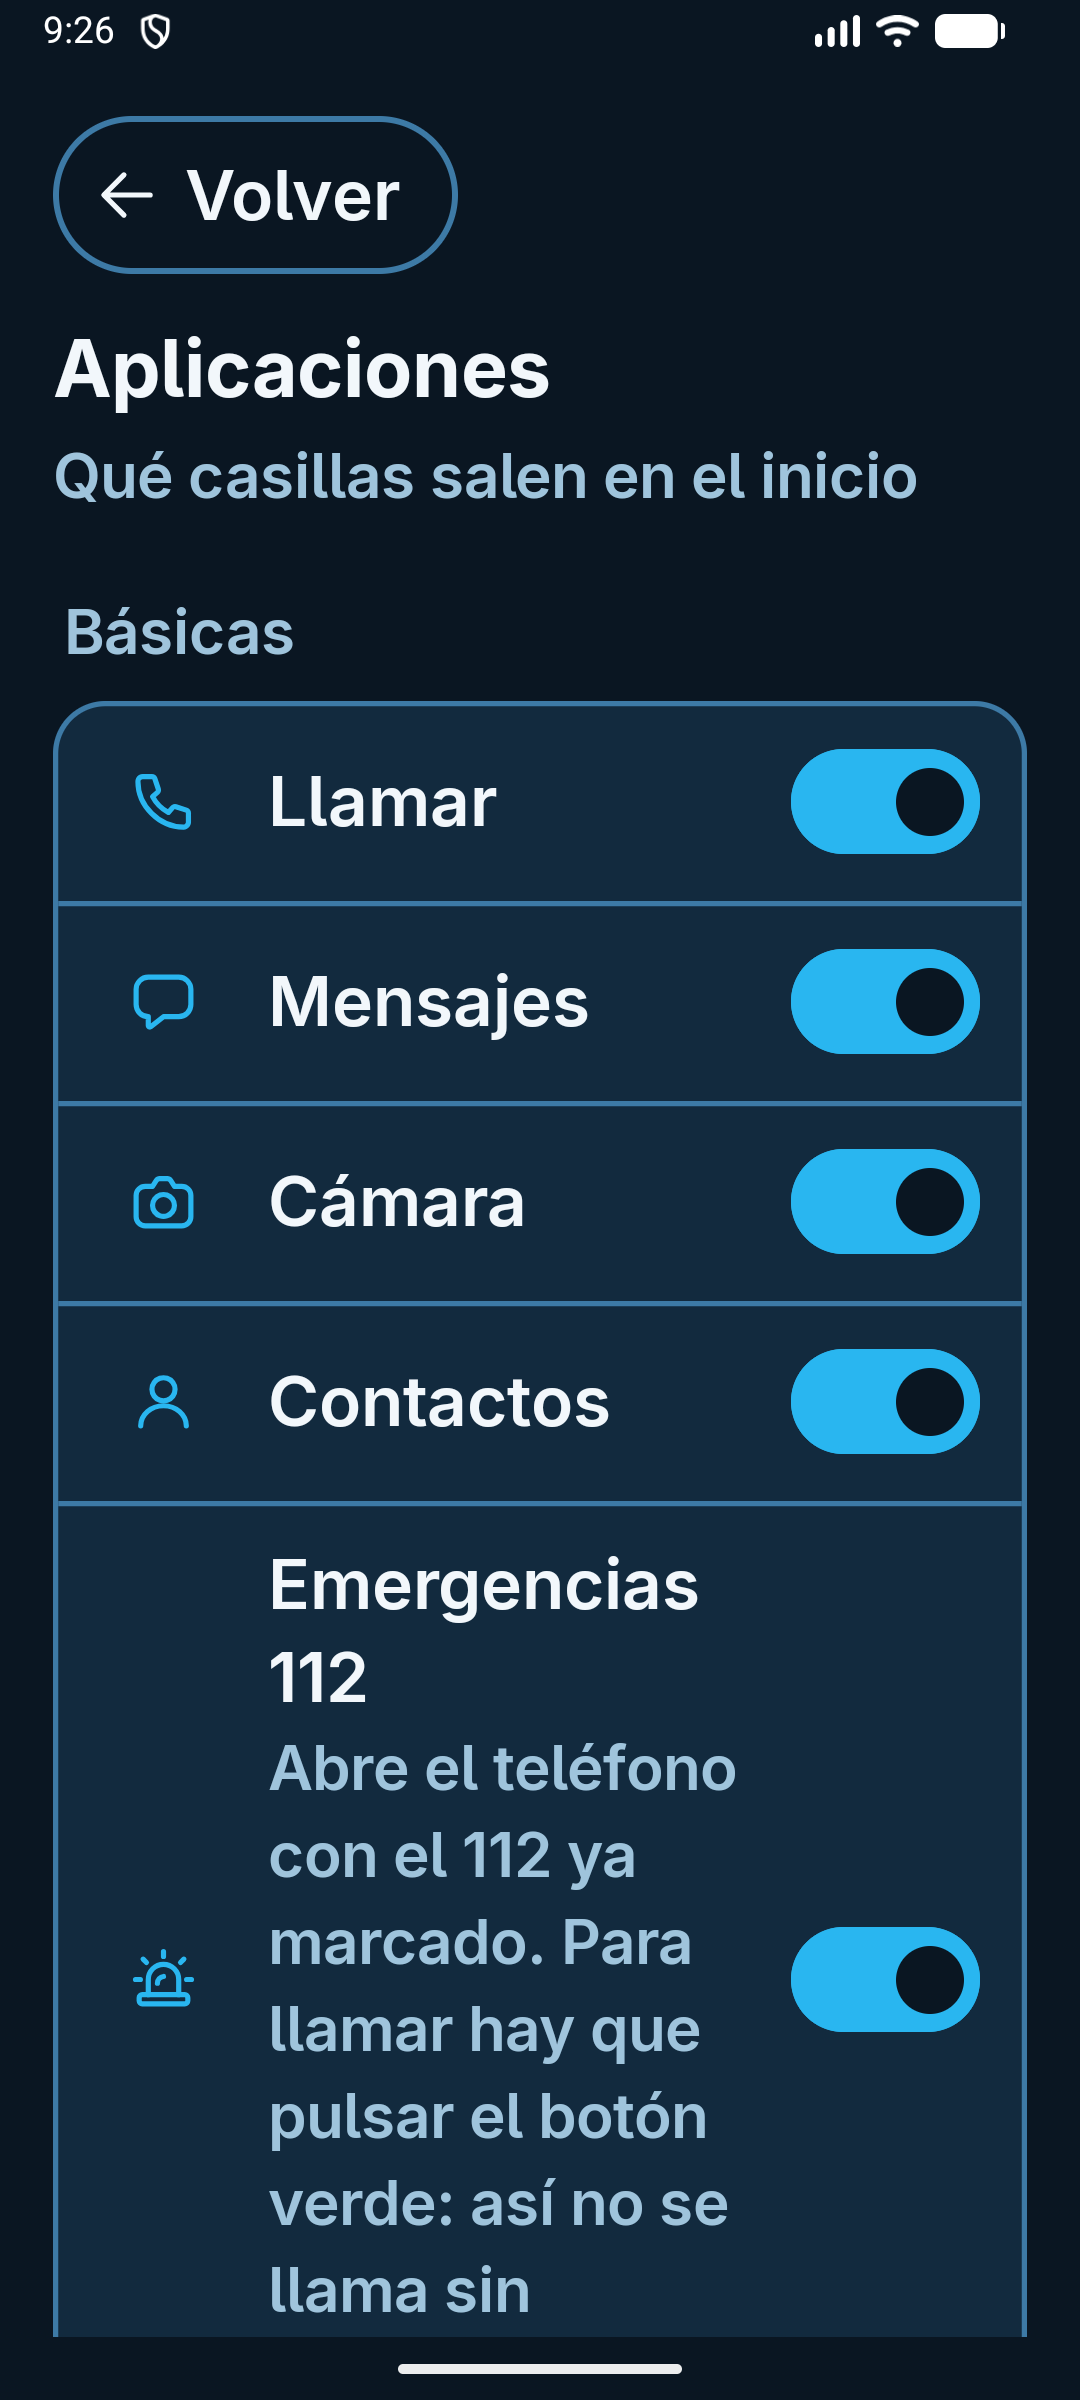 9:26
Volver
Aplicaciones
Qué casillas salen en el inicio
Básicas
Llamar
Mensajes
Cámara
Contactos
Emergencias
112
Abre el teléfono
con el 112 ya
marcado. Para
llamar hay que
pulsar el botón
verde: así no se
llama sin